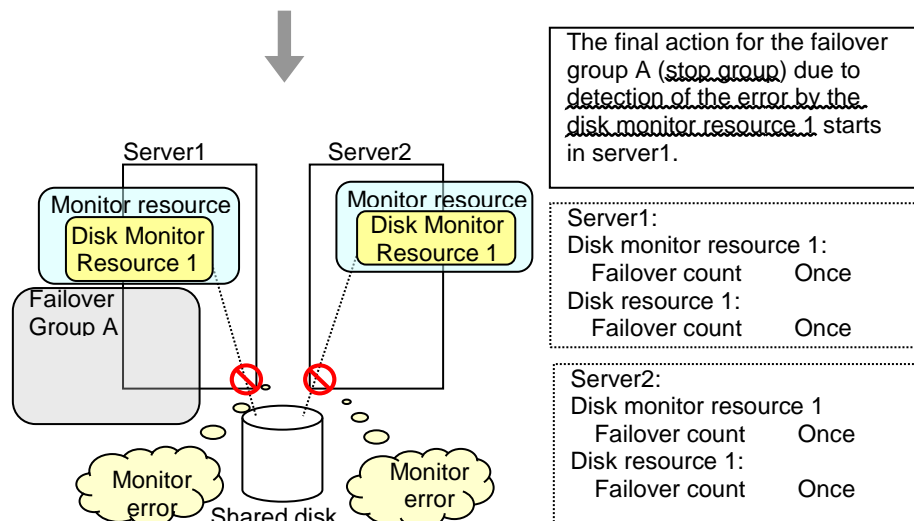 The final action for the failover
group A (stop group) due to
detection of the error by the
disk monitor resource 1 starts
in server1.
Server1
Server2
Monitor resource
Disk Monitor
Resource 1
Monitor resource
Disk Monitor
Resource 1
Failover
Group A
Monitor
error
Monitor
error
Shared disk
Server1:
Disk monitor resource 1:
Failover count Once
Disk resource 1:
Failover count Once
Server2:
Disk monitor resource 1
Failover count Once
Disk resource 1:
Failover count Once